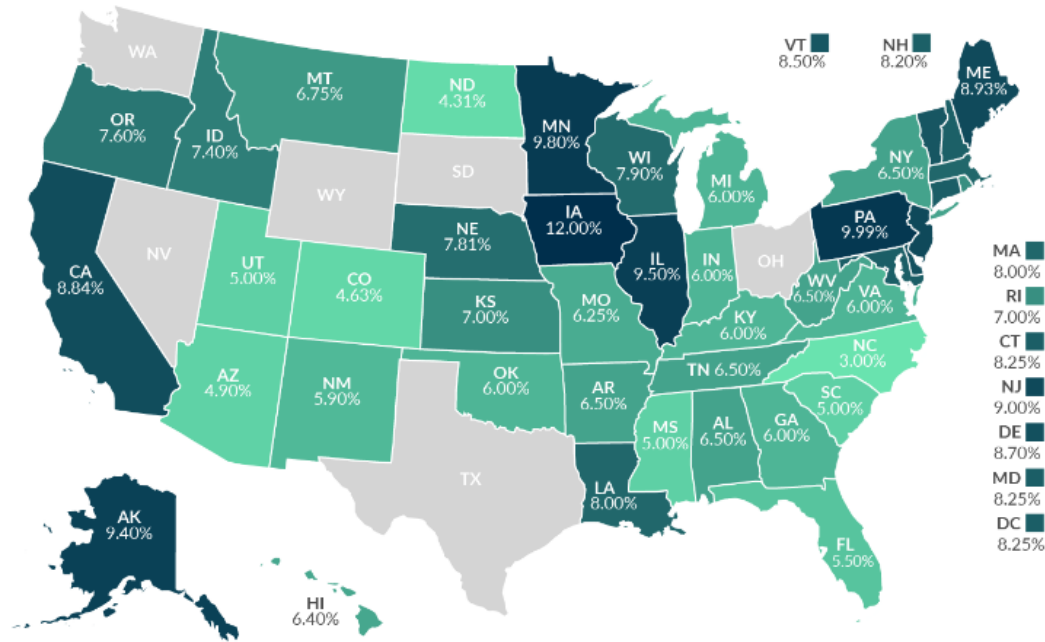 VT
8.50%
NH
8.20%
WA
MT
6.75%
ND
4.31%
ME
8.93%
OR
7.60%
ID
7.40%
MN
9.80%
WI
7.90%
NY
6.50%
MI
6.00%
SD
WY
IA
12.00%
PA
9.99%
NE
7.81%
NV
UT
5.00%
CO
4.63%
CA
8.84%
IL
9.50%
IN
6.00%
OH
WV
6.50%
VA
6.00%
MA
8.00%
RI
7.00%
CT
8.25%
NJ
9.00%
DE
8.70%
MD
8.25%
DC
8.25%
KS
7.00%
MO
6.25%
KY
6.00%
NC
3.00%
TN 6.50%
AZ
4.90%
NM
5.90%
OK
6.00%
AR
6.50%
SC
5.00%
MS
5.00%
AL
6.50%
GA
6.00%
TX
LA
8.00%
FL
5.50%
AK
9.40%
HI
6.40%